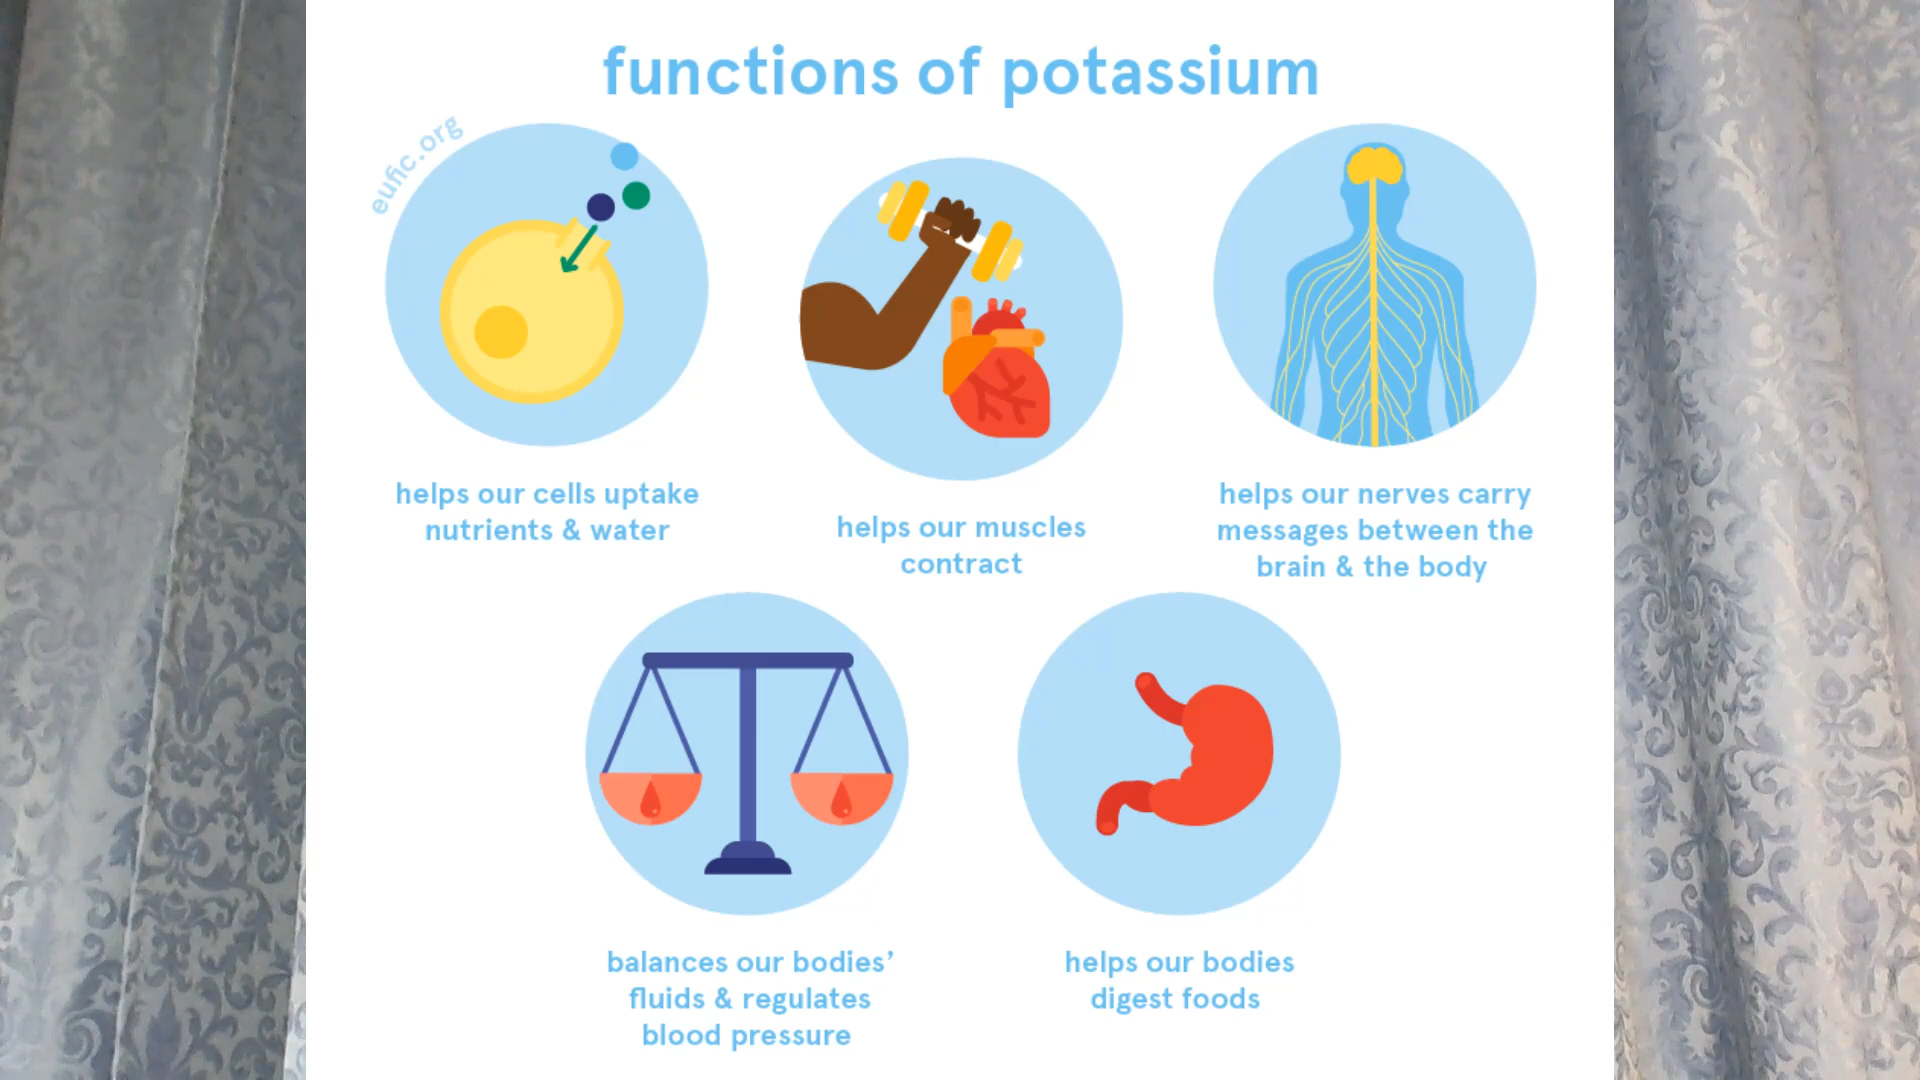 functions of potassium
eufic.org
helps our cells uptake
nutrients & water
helps our muscles
contract
helps our nerves carry
messages between the
brain & the body
balances our bodies’
fluids & regulates
blood pressure
helps our bodies
digest foods